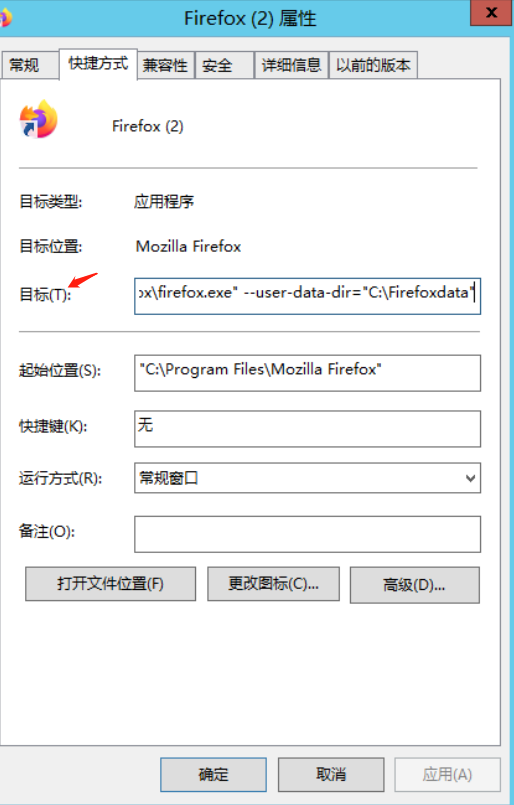 Firefox (2) 属性
x
常规 快捷方式 兼容性 安全 详细信息 以前的版本
Firefox (2)
目标类型: 应用程序
目标位置: Mozilla Firefox
目标(T): ox\firefox.exe" --user-data-dir="C:\Firefoxdata"
起始位置(S): "C:\Program Files\Mozilla Firefox"
快捷键(K): 无
运行方式(R): 常规窗口
备注(O):
打开文件位置(F) 更改图标(C)... 高级(D)...
确定 取消 应用(A)